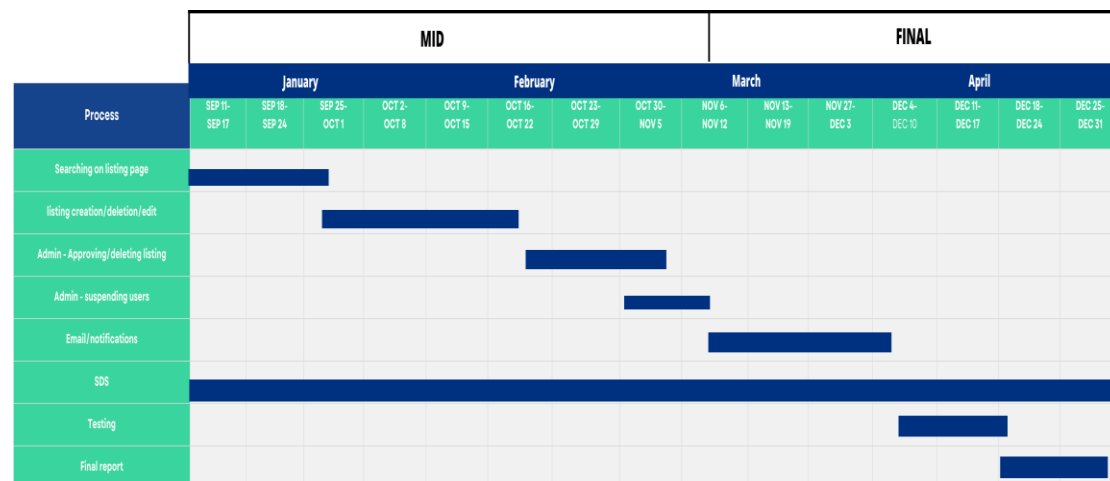 MID
FINAL
January
February
March
April
Process
SEP 11-
SEP 17
SEP 18-
SEP 24
SEP 25-
OCT 1
OCT 2-
OCT 8
OCT 9-
OCT 15
OCT 16-
OCT 22
OCT 23-
OCT 29
OCT 30-
NOV 5
NOV 6-
NOV 12
NOV 13-
NOV 19
NOV 27-
DEC 3
DEC 4-
DEC 10
DEC 11-
DEC 17
DEC 18-
DEC 24
DEC 25-
DEC 31
Searching on listing page
listing creation/deletion/edit
Admin - Approving/deleting listing
Admin - suspending users
Email/notifications
SDS
Testing
Final report